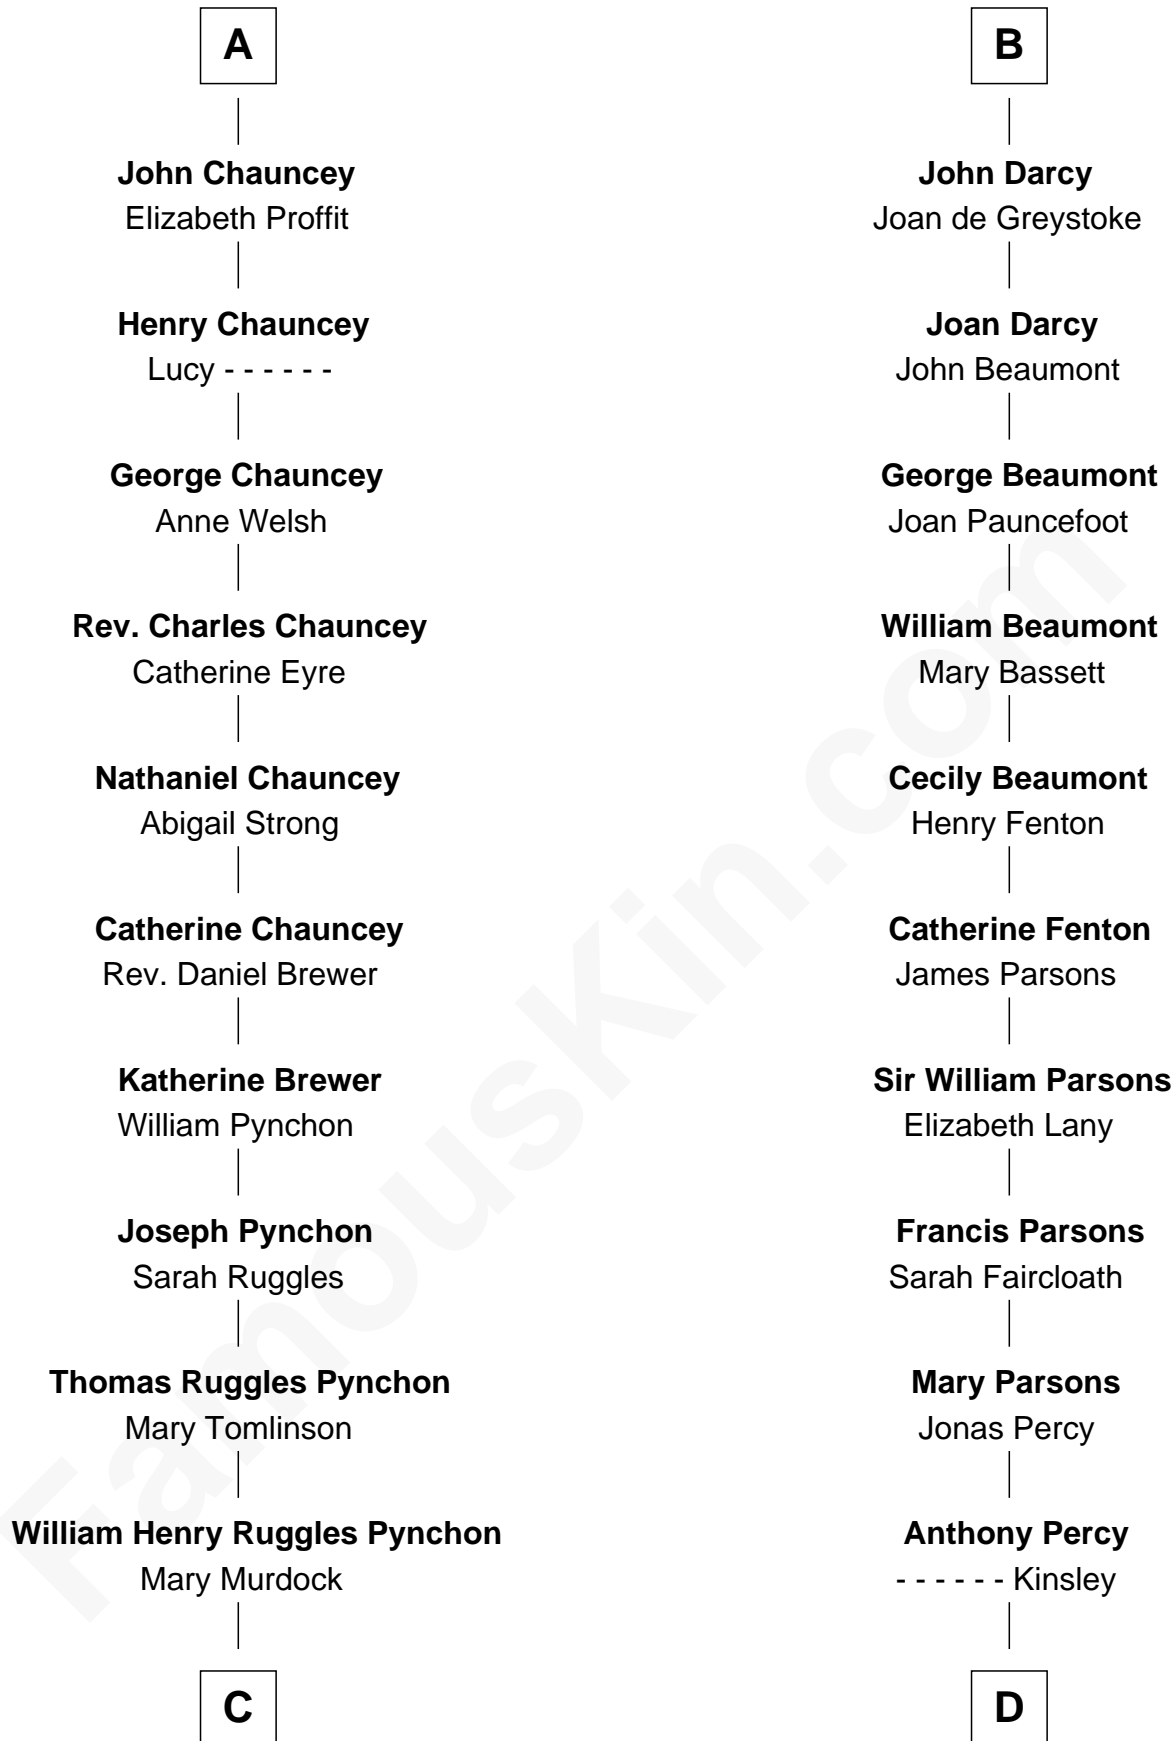 A
John Chauncey
Elizabeth Proffit
Henry Chauncey
Lucy - - - - - -
George Chauncey
Anne Welsh
Rev. Charles Chauncey
Catherine Eyre
Nathaniel Chauncey
Abigail Strong
Catherine Chauncey
Rev. Daniel Brewer
Katherine Brewer
William Pynchon
Joseph Pynchon
Sarah Ruggles
Thomas Ruggles Pynchon
Mary Tomlinson
William Henry Ruggles Pynchon
Mary Murdock
C
B
John Darcy
Joan de Greystoke
Joan Darcy
John Beaumont
George Beaumont
Joan Pauncefoot
William Beaumont
Mary Bassett
Cecily Beaumont
Henry Fenton
Catherine Fenton
James Parsons
Sir William Parsons
Elizabeth Lany
Francis Parsons
Sarah Faircloath
Mary Parsons
Jonas Percy
Anthony Percy
- - - - - - Kinsley
D
FamousKin.com